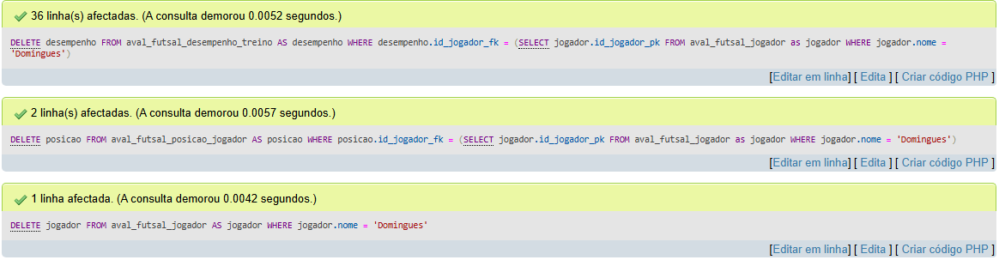 36 linha(s) afectadas. (A consulta demorou 0.0052 segundos.)
DELETE desempenho FROM aval_futsal_desempenho_treino AS desempenho WHERE desempenho.id_jogador_fk = (SELECT jogador.id_jogador_pk FROM aval_futsal_jogador as jogador WHERE jogador.nome =
'Domingues')
[Editar em linha] [ Edita ] [ Criar código PHP ]
2 linha(s) afectadas. (A consulta demorou 0.0057 segundos.)
DELETE posicao FROM aval_futsal_posicao_jogador AS posicao WHERE posicao.id_jogador_fk = (SELECT jogador.id_jogador_pk FROM aval_futsal_jogador as jogador WHERE jogador.nome = 'Domingues')
[Editar em linha] [ Edita ] [ Criar código PHP ]
1 linha afectada. (A consulta demorou 0.0042 segundos.)
DELETE jogador FROM aval_futsal_jogador AS jogador WHERE jogador.nome = 'Domingues'
[Editar em linha] [ Edita ] [ Criar código PHP ]